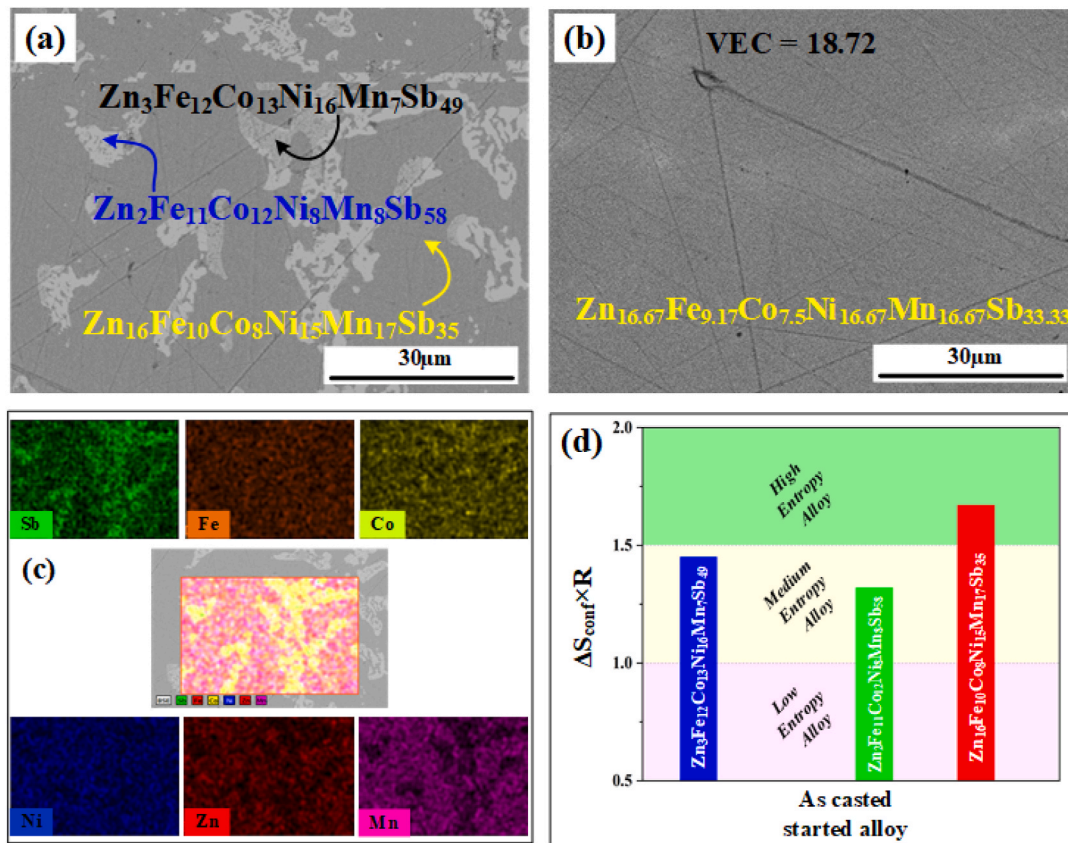 (a)
Zn₃Fe₁₂Co₁₃Ni₁₆Mn₇Sb₄₉
Zn₂Fe₁₁Co₁₂Ni₈Mn₈Sb₅₈
Zn₁₆Fe₁₀Co₈Ni₁₅Mn₁₇Sb₃₅
30μm
(b)
VEC = 18.72
Zn₁₆.₆₇Fe₉.₁₇Co₇.₅Ni₁₆.₆₇Mn₁₆.₆₇Sb₃₃.₃₃
30μm
Sb
Fe
Co
(c)
Ni
Zn
Mn
(d)
2.0
1.5
1.0
0.5
ΔS_conf×R
High
Entropy
Alloy
Medium
Entropy
Alloy
Low
Entropy
Alloy
Zn₃Fe₁₂Co₁₃Ni₁₆Mn₇Sb₄₉
Zn₂Fe₁₁Co₁₂Ni₈Mn₈Sb₅₈
Zn₁₆Fe₁₀Co₈Ni₁₅Mn₁₇Sb₃₅
As casted
started alloy